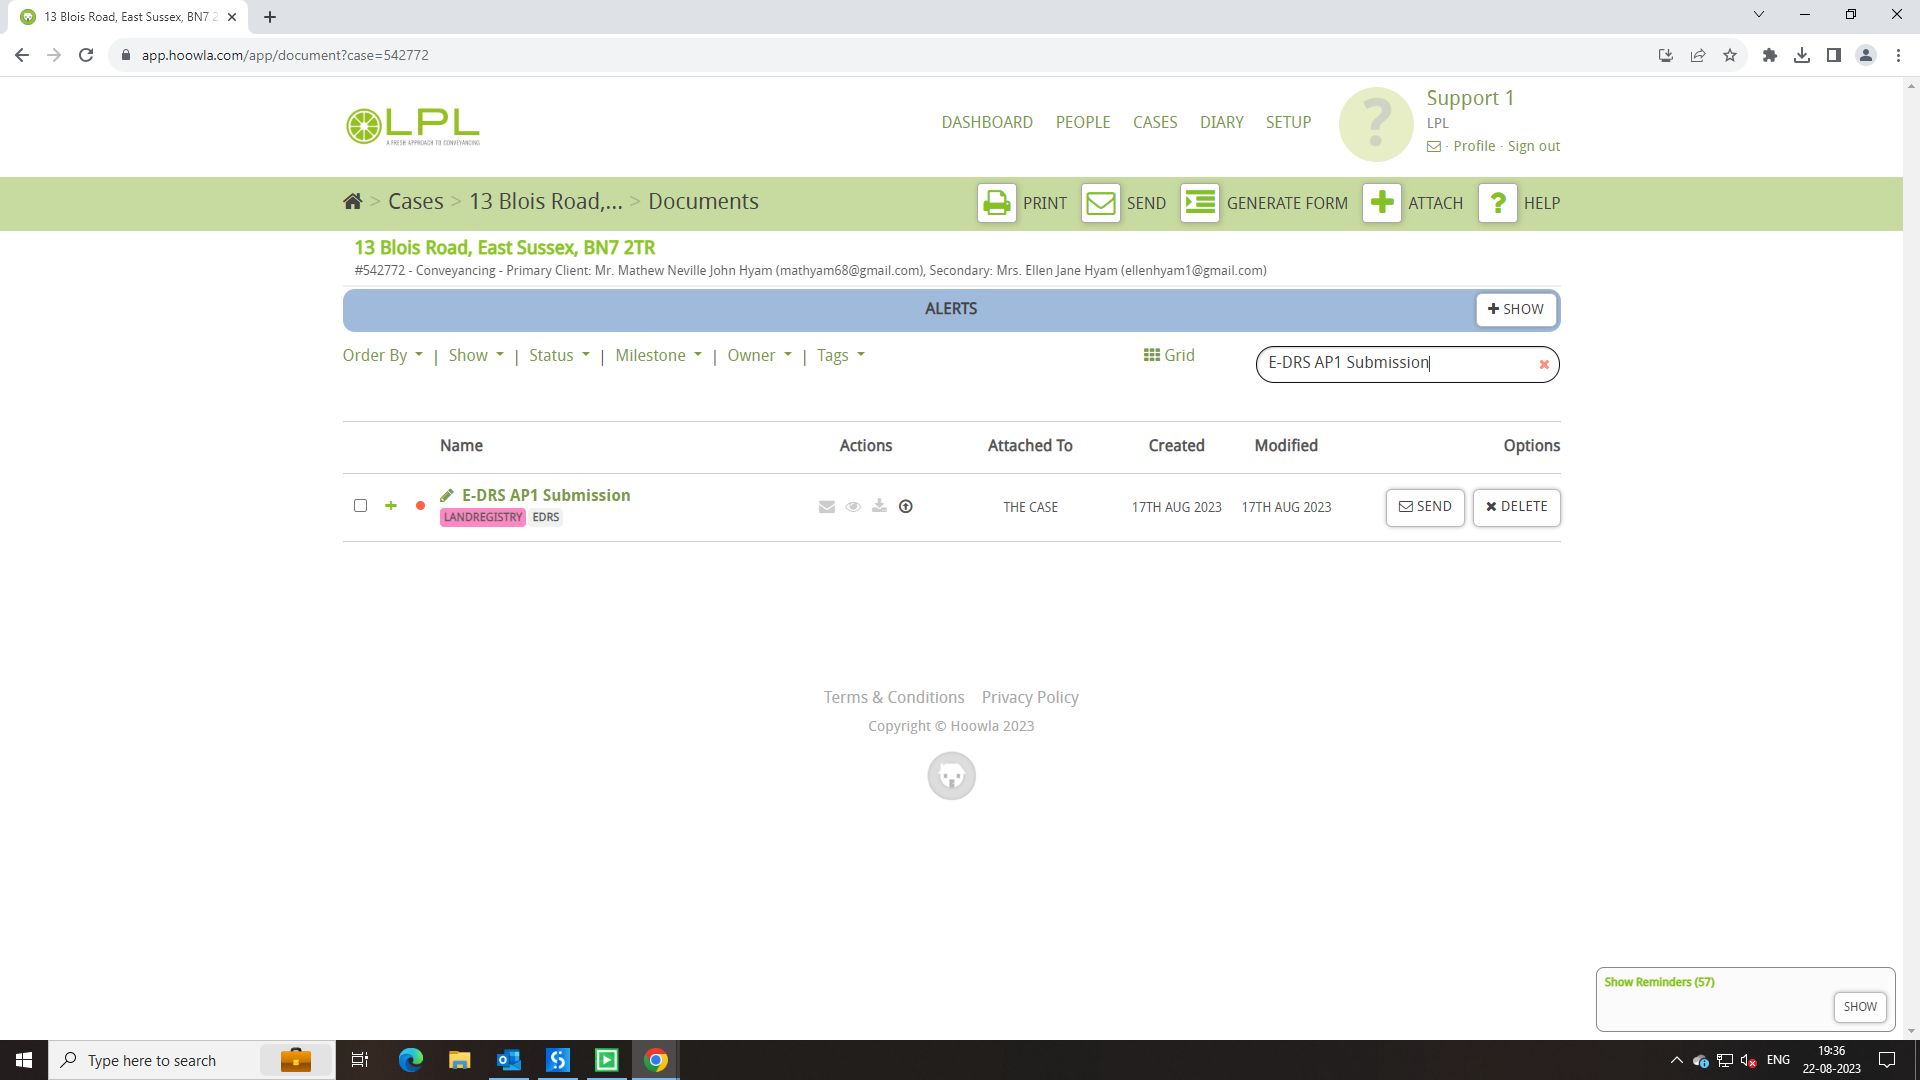 13 Blois Road, East Sussex, BN7 2
app.hoowla.com/app/document?case=542772
LPL
A FRESH APPROACH TO CONVEYANCING
DASHBOARD PEOPLE CASES DIARY SETUP
?
Support 1
LPL
· Profile · Sign out
> Cases > 13 Blois Road,... > Documents
PRINT SEND GENERATE FORM ATTACH ? HELP
13 Blois Road, East Sussex, BN7 2TR
#542772 - Conveyancing - Primary Client: Mr. Mathew Neville John Hyam (mathyam68@gmail.com), Secondary: Mrs. Ellen Jane Hyam (ellenhyam1@gmail.com)
ALERTS
SHOW
Order By | Show | Status | Milestone | Owner | Tags
Grid
E-DRS AP1 Submission
Name Actions Attached To Created Modified Options
E-DRS AP1 Submission
LANDREGISTRY EDRS
THE CASE 17TH AUG 2023 17TH AUG 2023 SEND DELETE
Terms & Conditions Privacy Policy
Copyright © Hoowla 2023
Show Reminders (57)
SHOW
Type here to search
ENG
19:36
22-08-2023